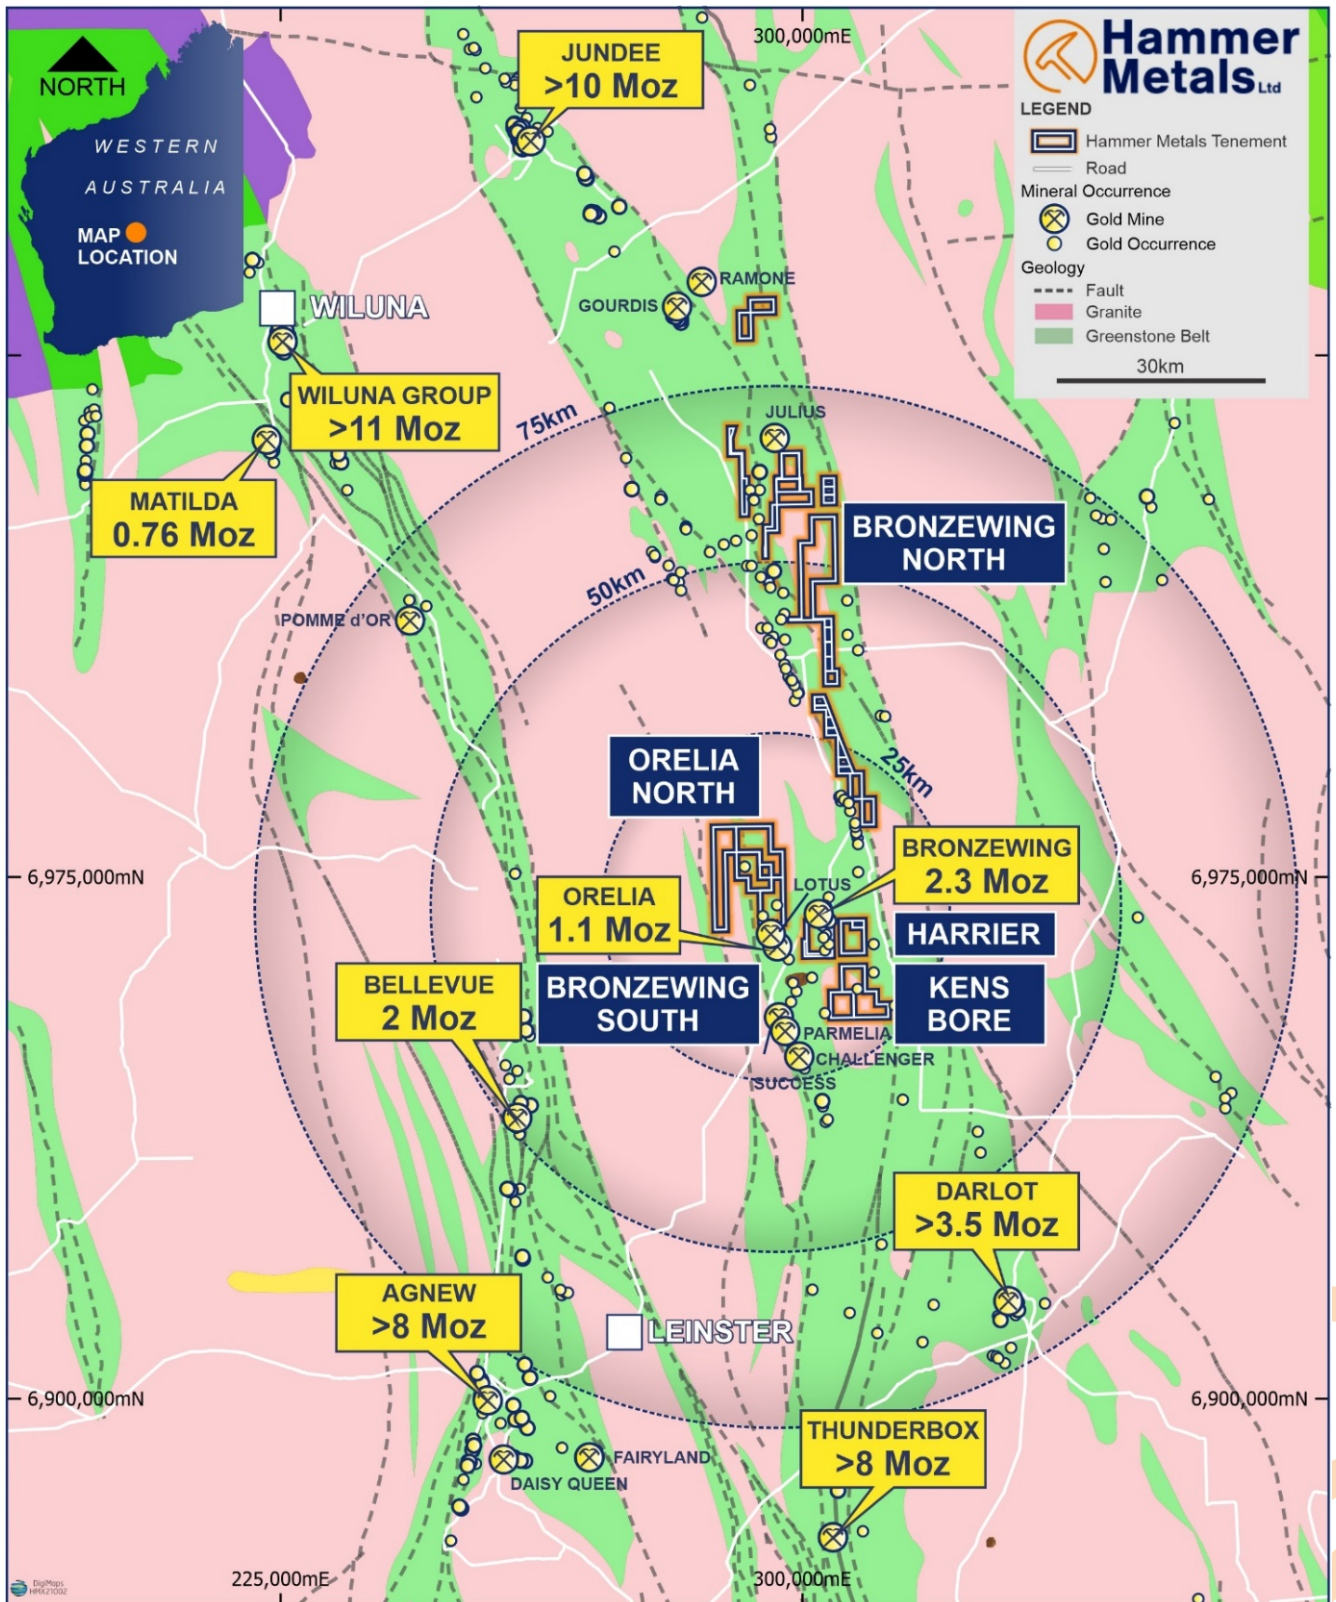 300,000mE
NORTH
WESTERN
AUSTRALIA
MAP
LOCATION
JUNDEE
>10 Moz
Hammer
Metals Ltd
LEGEND
Hammer Metals Tenement
Road
Mineral Occurrence
Gold Mine
Gold Occurrence
Geology
Fault
Granite
Greenstone Belt
30km
RAMONE
GOURDIS
WILUNA
WILUNA GROUP
>11 Moz
75km
JULIUS
MATILDA
0.76 Moz
BRONZEWING
NORTH
50km
POMME d'OR
ORELIA
NORTH
25km
BRONZEWING
2.3 Moz
6,975,000mN
6,975,000mN
LOTUS
ORELIA
1.1 Moz
HARRIER
BELLEVUE
2 Moz
BRONZEWING
SOUTH
KENS
BORE
PARMELIA
CHALLENGER
SUCCESS
DARLOT
>3.5 Moz
AGNEW
>8 Moz
LEINSTER
6,900,000mN
6,900,000mN
THUNDERBOX
>8 Moz
FAIRYLAND
DAISY QUEEN
DigiMaps
HMX21002
225,000mE
300,000mE